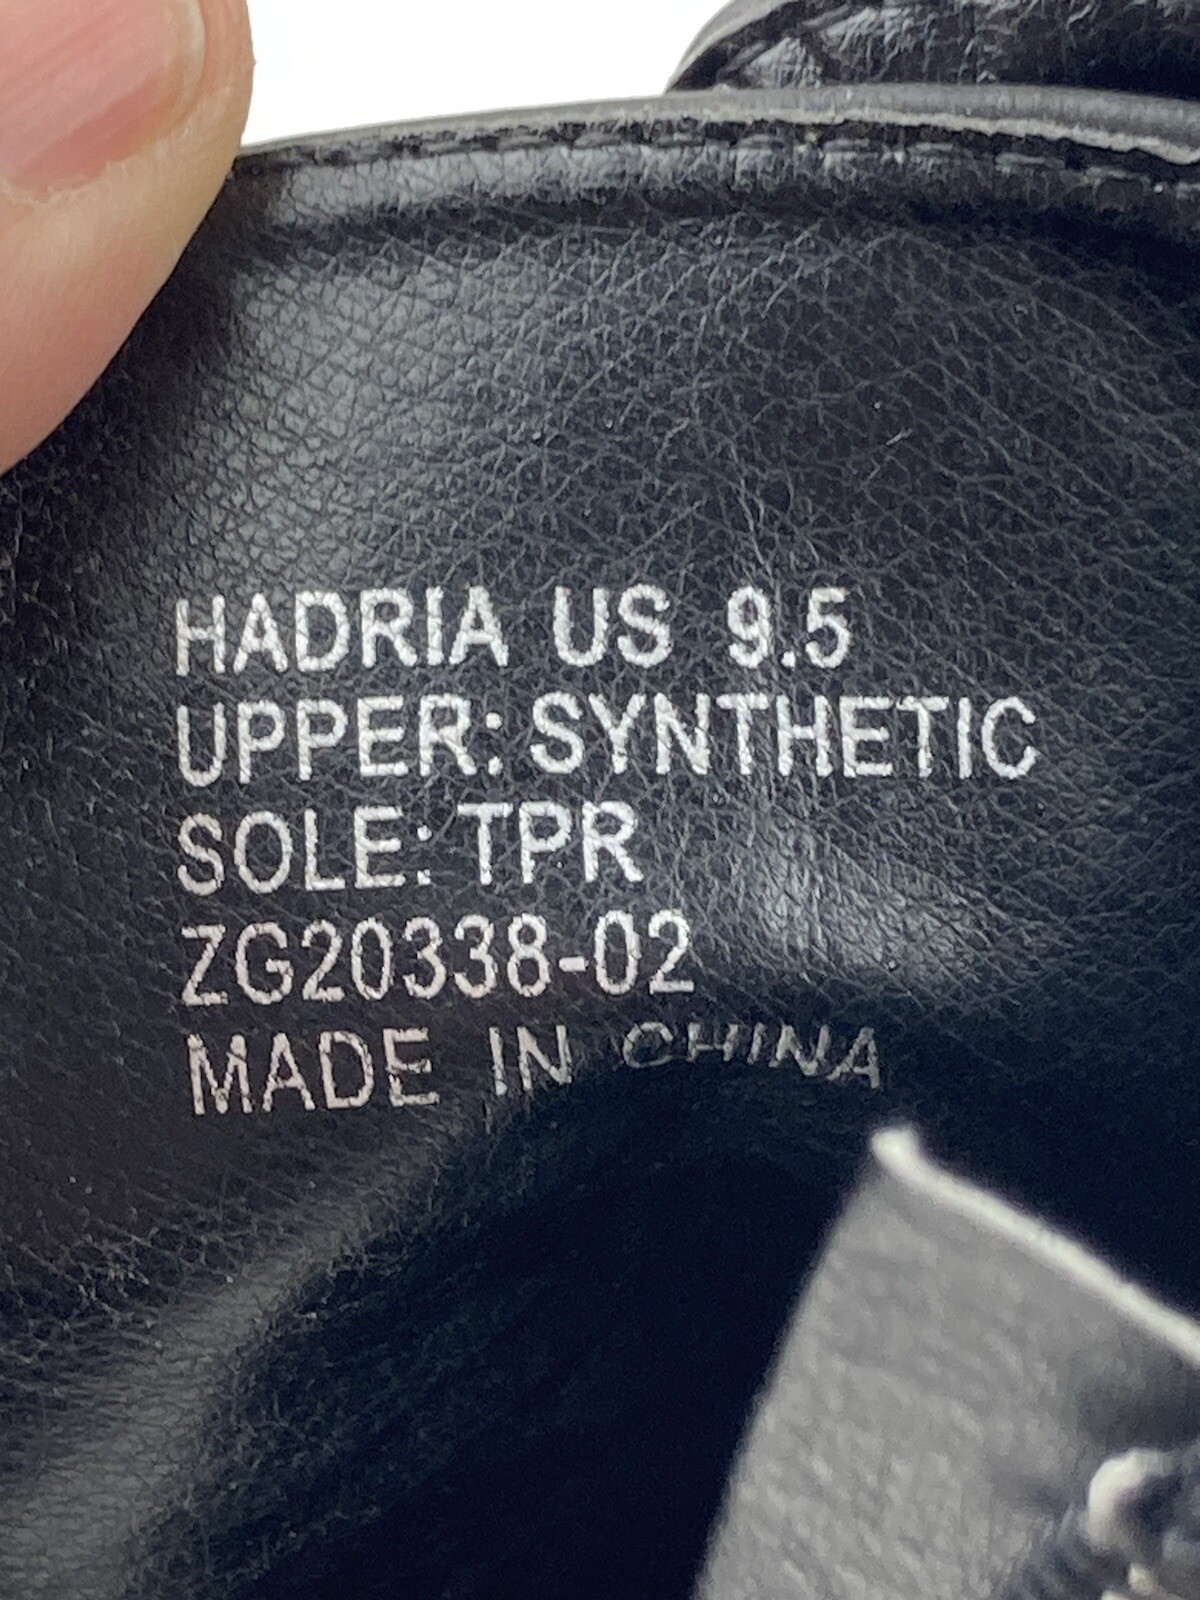 HADRIA US 9.5
UPPER: SYNTHETIC
SOLE: TPR
ZG20338-02
MADE IN CHINA